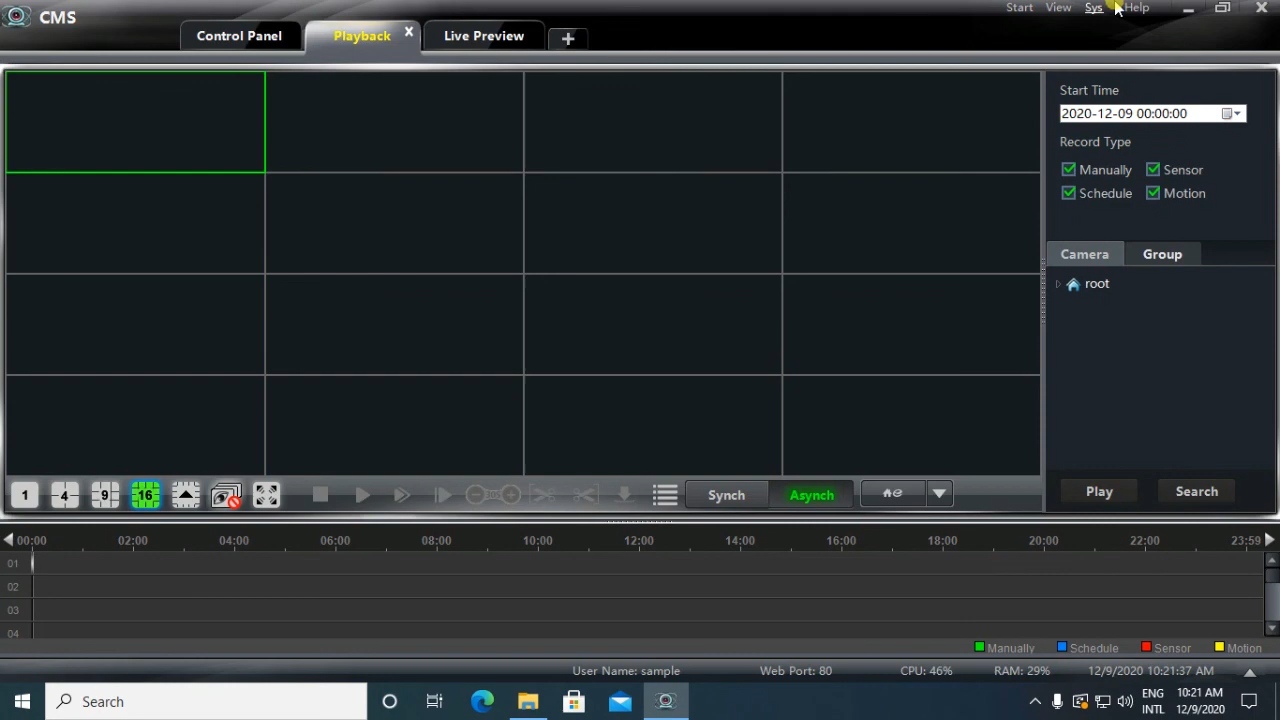 CMS
Start View Sys Help
Control Panel
Playback
Live Preview
Start Time
2020-12-09 00:00:00
Record Type
Manually Sensor
Schedule Motion
Camera Group
root
1 4 9 16
Synch Asynch
Play Search
00:00 02:00 04:00 06:00 08:00 10:00 12:00 14:00 16:00 18:00 20:00 22:00 23:59
01
02
03
04
Manually Schedule Sensor Motion
User Name: sample Web Port: 80 CPU: 46% RAM: 29% 12/9/2020 10:21:37 AM
Search
ENG
INTL
10:21 AM
12/9/2020